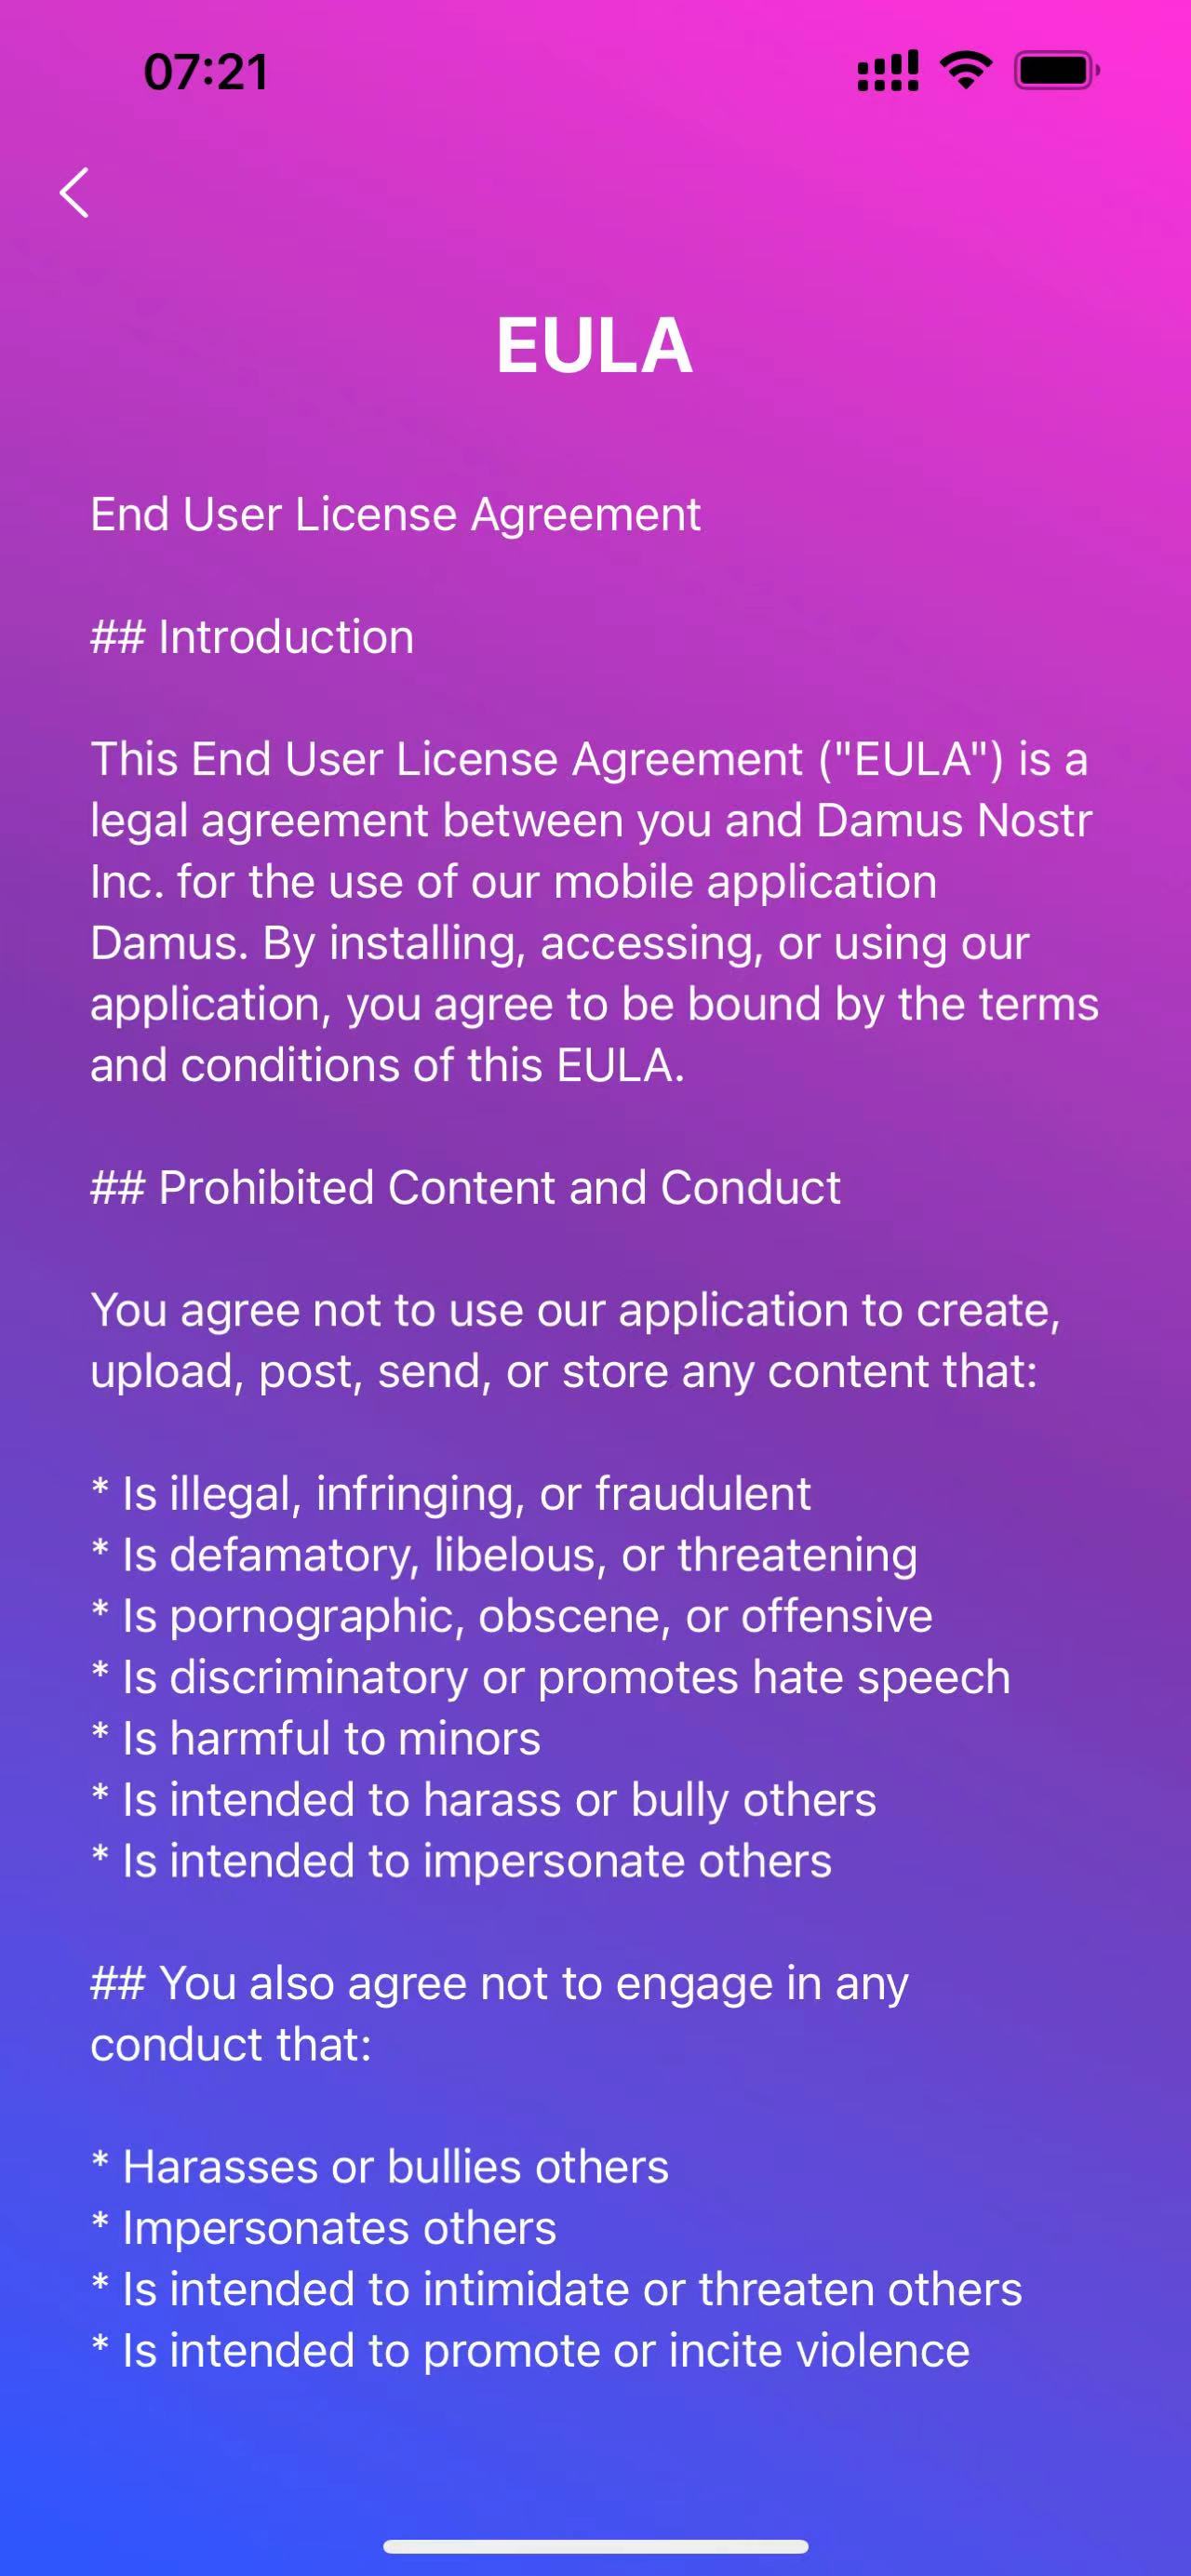 07:21
EULA
End User License Agreement
## Introduction
This End User License Agreement ("EULA") is a
legal agreement between you and Damus Nostr
Inc. for the use of our mobile application
Damus. By installing, accessing, or using our
application, you agree to be bound by the terms
and conditions of this EULA.
## Prohibited Content and Conduct
You agree not to use our application to create,
upload, post, send, or store any content that:
* Is illegal, infringing, or fraudulent
* Is defamatory, libelous, or threatening
* Is pornographic, obscene, or offensive
* Is discriminatory or promotes hate speech
* Is harmful to minors
* Is intended to harass or bully others
* Is intended to impersonate others
## You also agree not to engage in any
conduct that:
* Harasses or bullies others
* Impersonates others
* Is intended to intimidate or threaten others
* Is intended to promote or incite violence